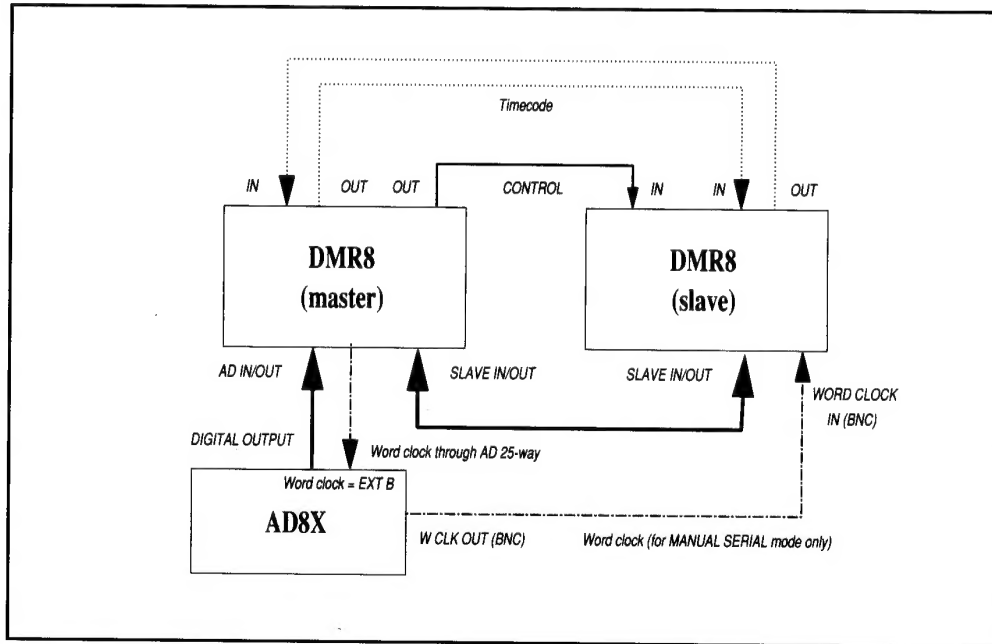 Timecode
IN OUT OUT CONTROL IN IN OUT
DMR8
(master)
DMR8
(slave)
AD IN/OUT
SLAVE IN/OUT
SLAVE IN/OUT
WORD CLOCK
IN (BNC)
DIGITAL OUTPUT
Word clock through AD 25-way
Word clock = EXT B
AD8X
W CLK OUT (BNC)
Word clock (for MANUAL SERIAL mode only)